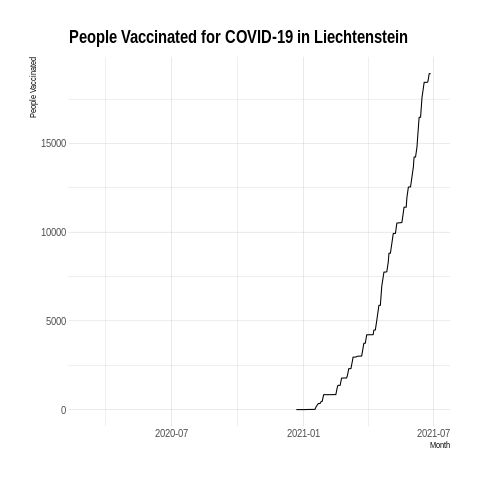 People Vaccinated for COVID-19 in Liechtenstein
People Vaccinated
15000
10000
5000
0
2020-07
2021-01
2021-07
Month